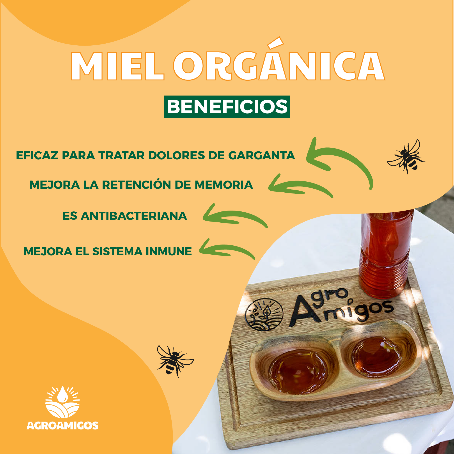 MIEL ORGÁNICA
BENEFICIOS
EFICAZ PARA TRATAR DOLORES DE GARGANTA
MEJORA LA RETENCIÓN DE MEMORIA
ES ANTIBACTERIANA
MEJORA EL SISTEMA INMUNE
Agro
Amigos
AGROAMIGOS